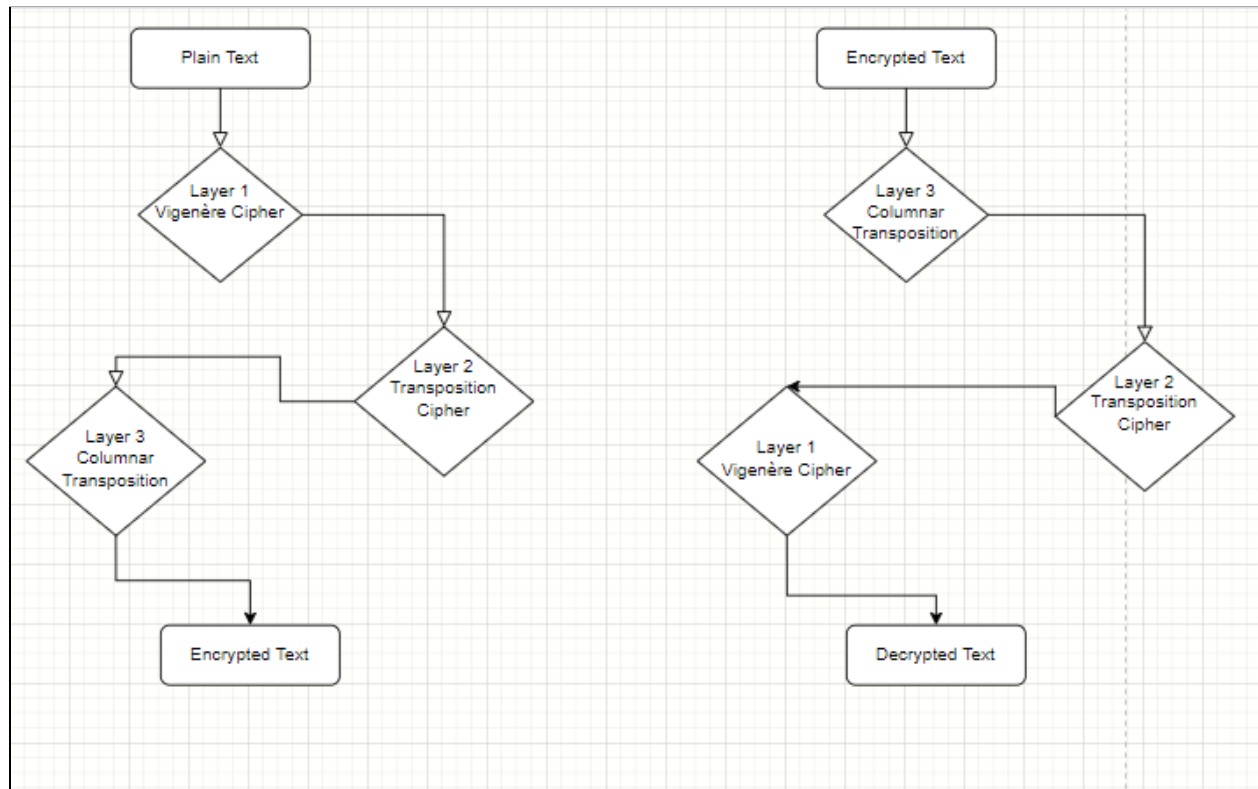 Plain Text
Layer 1
Vigenère Cipher
Layer 2
Transposition
Cipher
Layer 3
Columnar
Transposition
Encrypted Text
Encrypted Text
Layer 3
Columnar
Transposition
Layer 2
Transposition
Cipher
Layer 1
Vigenère Cipher
Decrypted Text